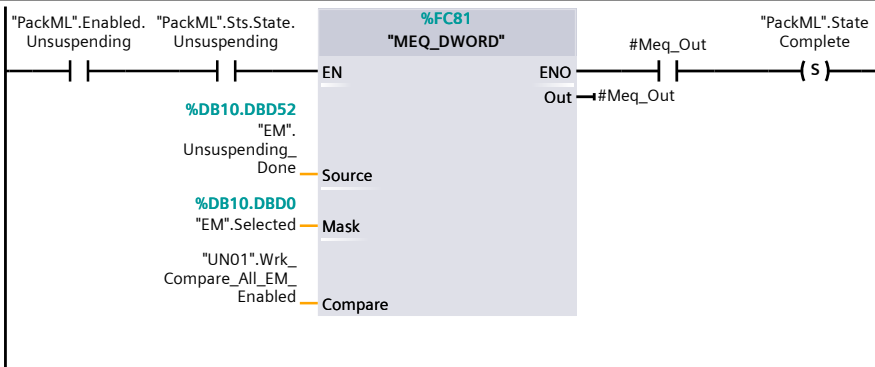 "PackML".Enabled.
Unsuspending
"PackML".Sts.State.
Unsuspending
%FC81
"MEQ_DWORD"
#Meq_Out
"PackML".State
Complete
EN
ENO
S
Out
#Meq_Out
%DB10.DBD52
"EM".
Unsuspending_
Done
Source
%DB10.DBD0
"EM".Selected
Mask
"UN01".Wrk_
Compare_All_EM_
Enabled
Compare